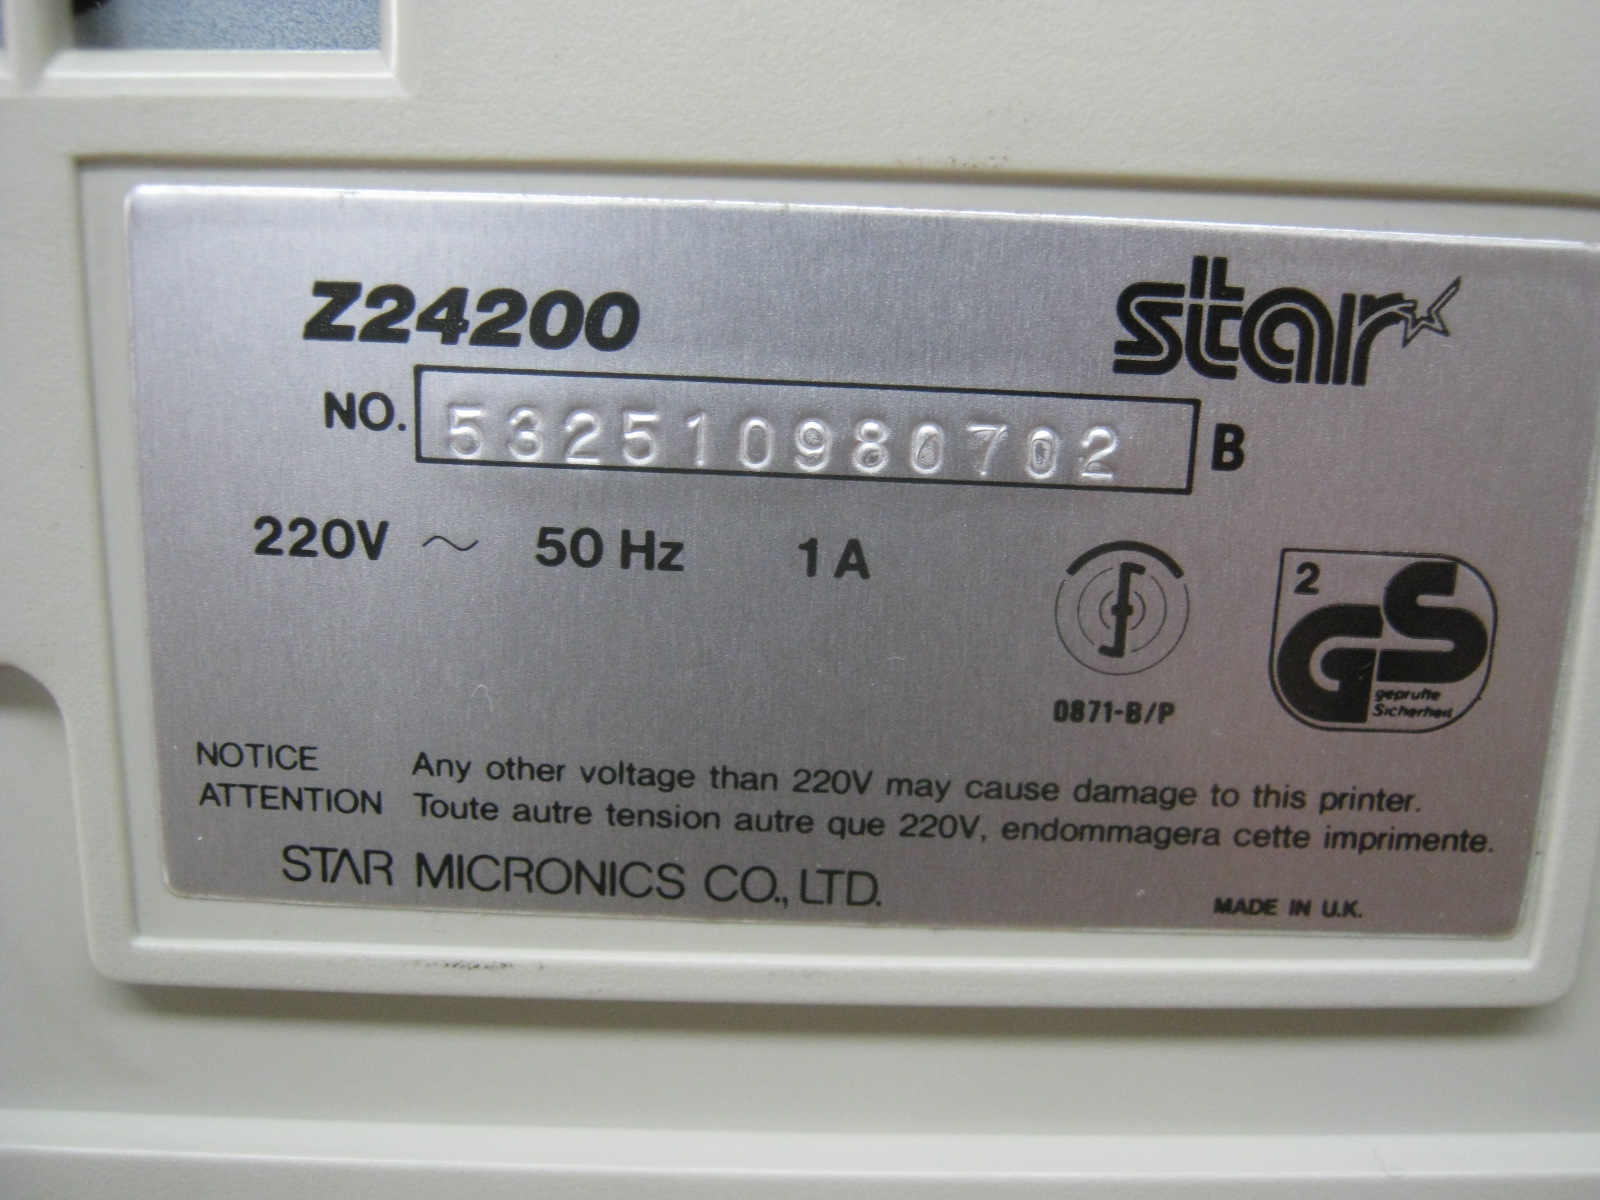 Z24200
star
NO. 532510980702 B
220V ~ 50 Hz 1 A
2
GS
geprüfte
Sicherheit
0871-B/P
NOTICE Any other voltage than 220V may cause damage to this printer.
ATTENTION Toute autre tension autre que 220V, endommagera cette imprimente.
STAR MICRONICS CO., LTD.
MADE IN U.K.